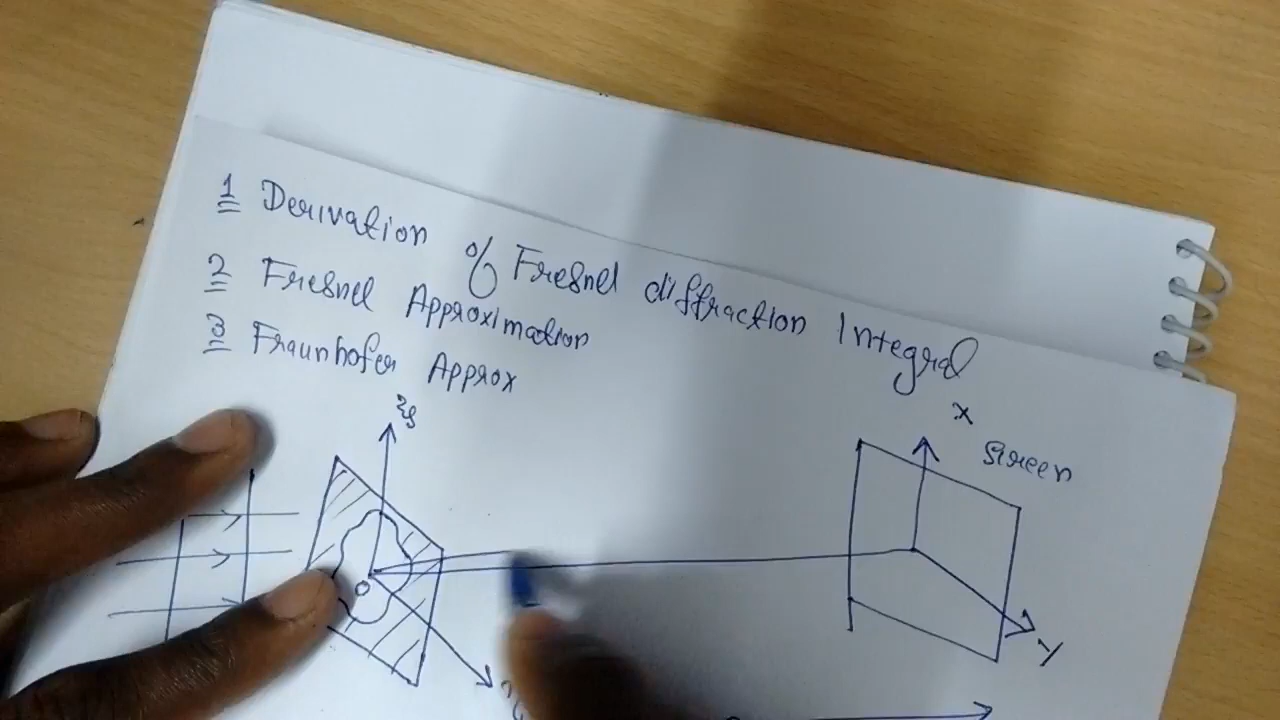 1 Derivation of Fresnel diffraction Integral
2 Fresnel Approximation
3 Fraunhofer Approx
x
Screen
O
y